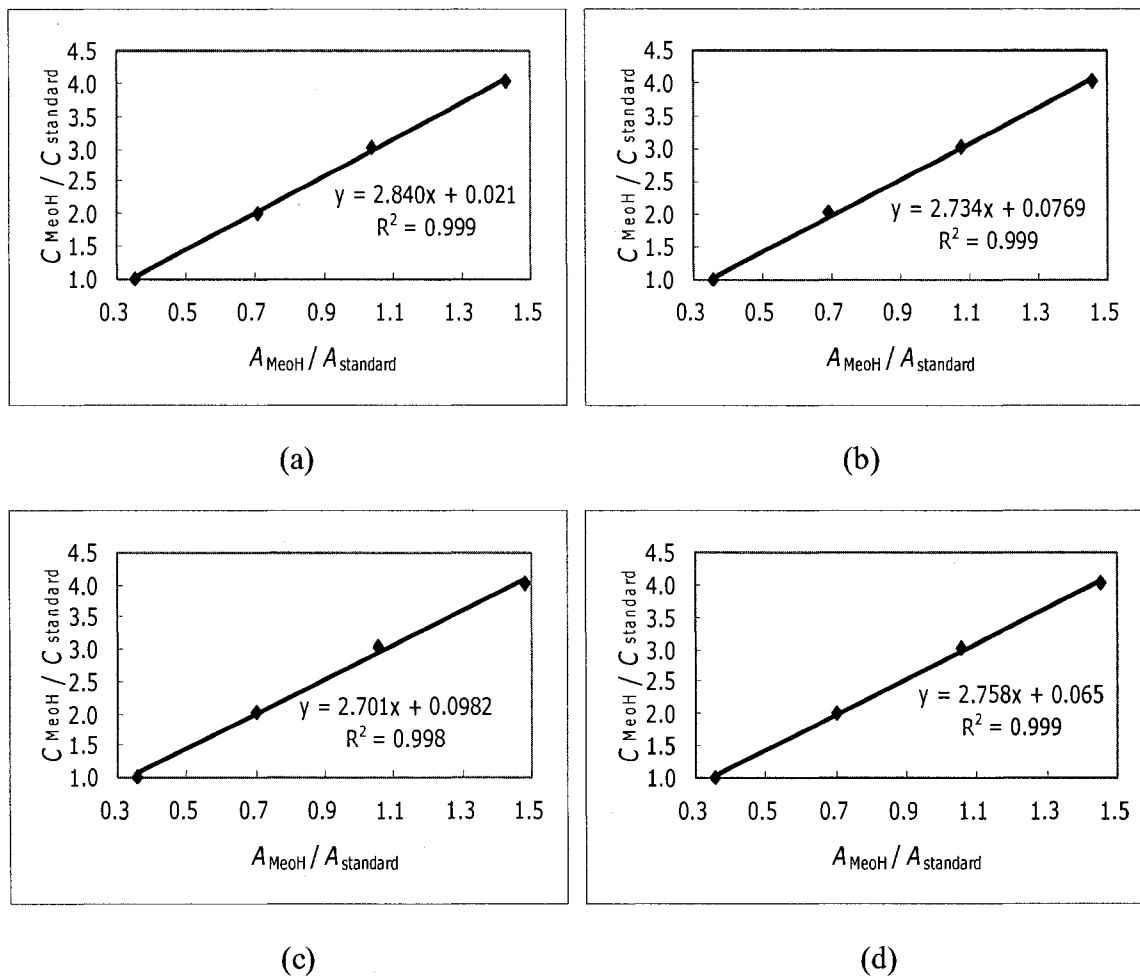 4.5
4.0
3.5
3.0
2.5
2.0
1.5
1.0
C MeoH / C standard
y = 2.840x + 0.021
R² = 0.999
0.3 0.5 0.7 0.9 1.1 1.3 1.5
A MeoH / A standard
(a)
4.5
4.0
3.5
3.0
2.5
2.0
1.5
1.0
C MeoH / C standard
y = 2.734x + 0.0769
R² = 0.999
0.3 0.5 0.7 0.9 1.1 1.3 1.5
A MeoH / A standard
(b)
4.5
4.0
3.5
3.0
2.5
2.0
1.5
1.0
C MeoH / C standard
y = 2.701x + 0.0982
R² = 0.998
0.3 0.5 0.7 0.9 1.1 1.3 1.5
A MeoH / A standard
(c)
4.5
4.0
3.5
3.0
2.5
2.0
1.5
1.0
C MeoH / C standard
y = 2.758x + 0.065
R² = 0.999
0.3 0.5 0.7 0.9 1.1 1.3 1.5
A MeoH / A standard
(d)